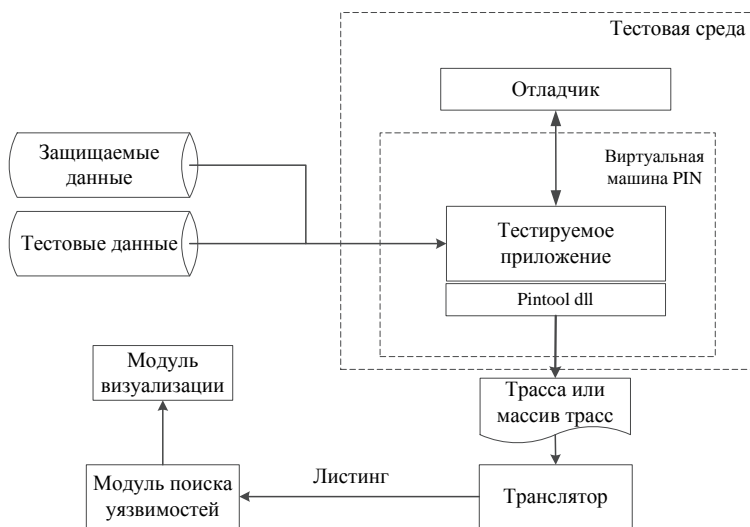 Тестовая среда
Отладчик
Защищаемые
данные
Виртуальная
машина PIN
Тестовые данные
Тестируемое
приложение
Pintool dll
Модуль
визуализации
Трасса или
массив трасс
Листинг
Модуль поиска
уязвимостей
Транслятор